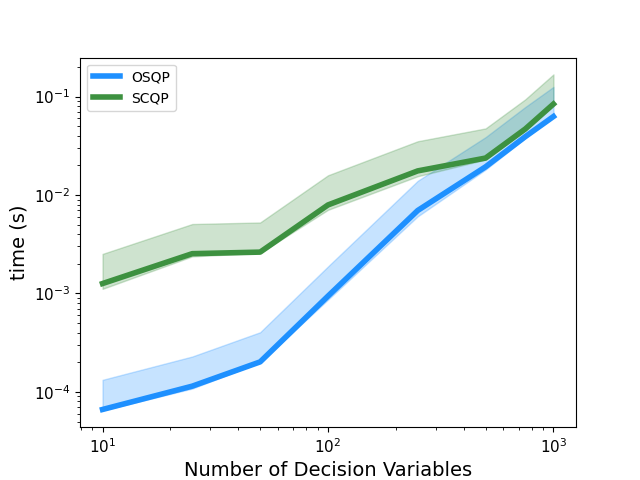 OSQP
SCQP
time (s)
10⁻¹
10⁻²
10⁻³
10⁻⁴
10¹ 10² 10³
Number of Decision Variables